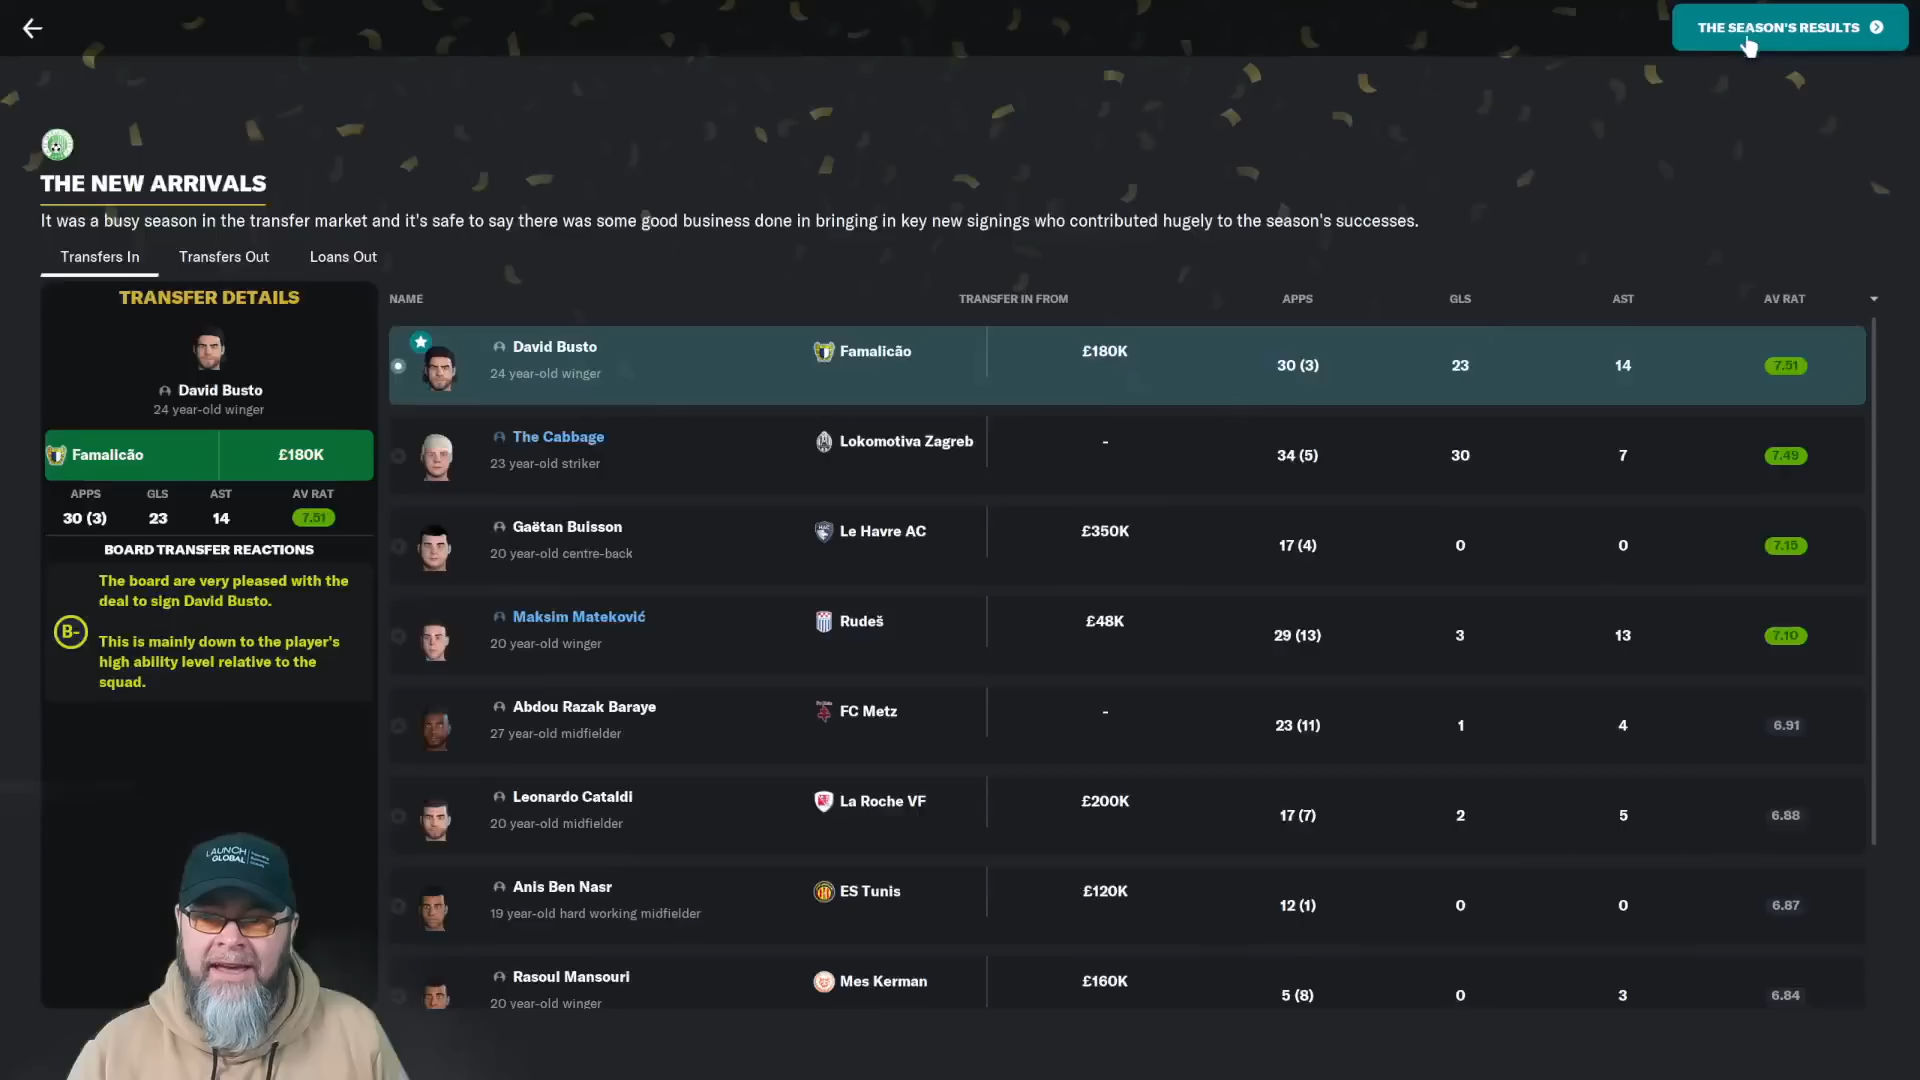 THE SEASON'S RESULTS
THE NEW ARRIVALS
It was a busy season in the transfer market and it's safe to say there was some good business done in bringing in key new signings who contributed hugely to the season's successes.
Transfers In Transfers Out Loans Out
TRANSFER DETAILS
David Busto
24 year-old winger
Famalicão £180K
APPS GLS AST AV RAT
30 (3) 23 14 7.51
BOARD TRANSFER REACTIONS
The board are very pleased with the
deal to sign David Busto.
B-
This is mainly down to the player's
high ability level relative to the
squad.
NAME TRANSFER IN FROM APPS GLS AST AV RAT
David Busto Famalicão £180K 30 (3) 23 14 7.51
24 year-old winger
The Cabbage Lokomotiva Zagreb - 34 (5) 30 7 7.49
23 year-old striker
Gaëtan Buisson Le Havre AC £350K 17 (4) 0 0 7.15
20 year-old centre-back
Maksim Mateković Rudeš £48K 29 (13) 3 13 7.10
20 year-old winger
Abdou Razak Baraye FC Metz - 23 (11) 1 4 6.91
27 year-old midfielder
Leonardo Cataldi La Roche VF £200K 17 (7) 2 5 6.88
20 year-old midfielder
Anis Ben Nasr ES Tunis £120K 12 (1) 0 0 6.87
19 year-old hard working midfielder
Rasoul Mansouri Mes Kerman £160K 5 (8) 0 3 6.84
20 year-old winger
LAUNCH
GLOBAL